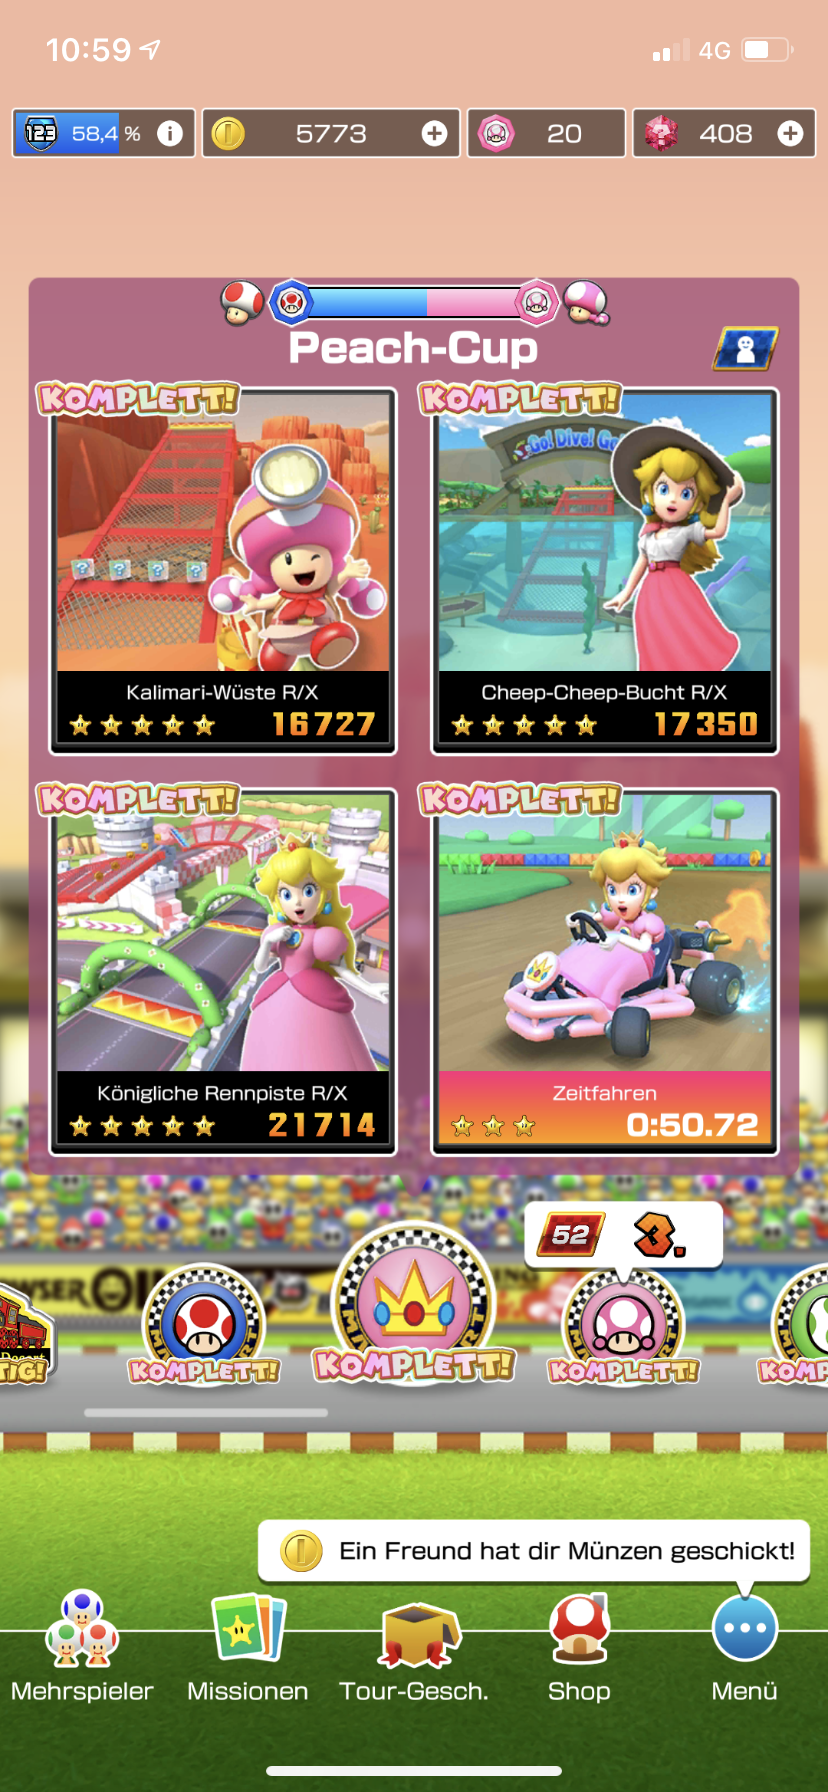 10:59
4G
123 58,4 % i
5773
20
408
Peach-Cup
KOMPLETT!
KOMPLETT!
Go! Dive! Go
Kalimari-Wüste R/X
16727
Cheep-Cheep-Bucht R/X
17350
KOMPLETT!
KOMPLETT!
Königliche Rennpiste R/X
21714
Zeitfahren
0:50.72
52 3.
KOMPLETT!
KOMPLETT!
KOMPLETT!
Ein Freund hat dir Münzen geschickt!
Mehrspieler
Missionen
Tour-Gesch.
Shop
Menü